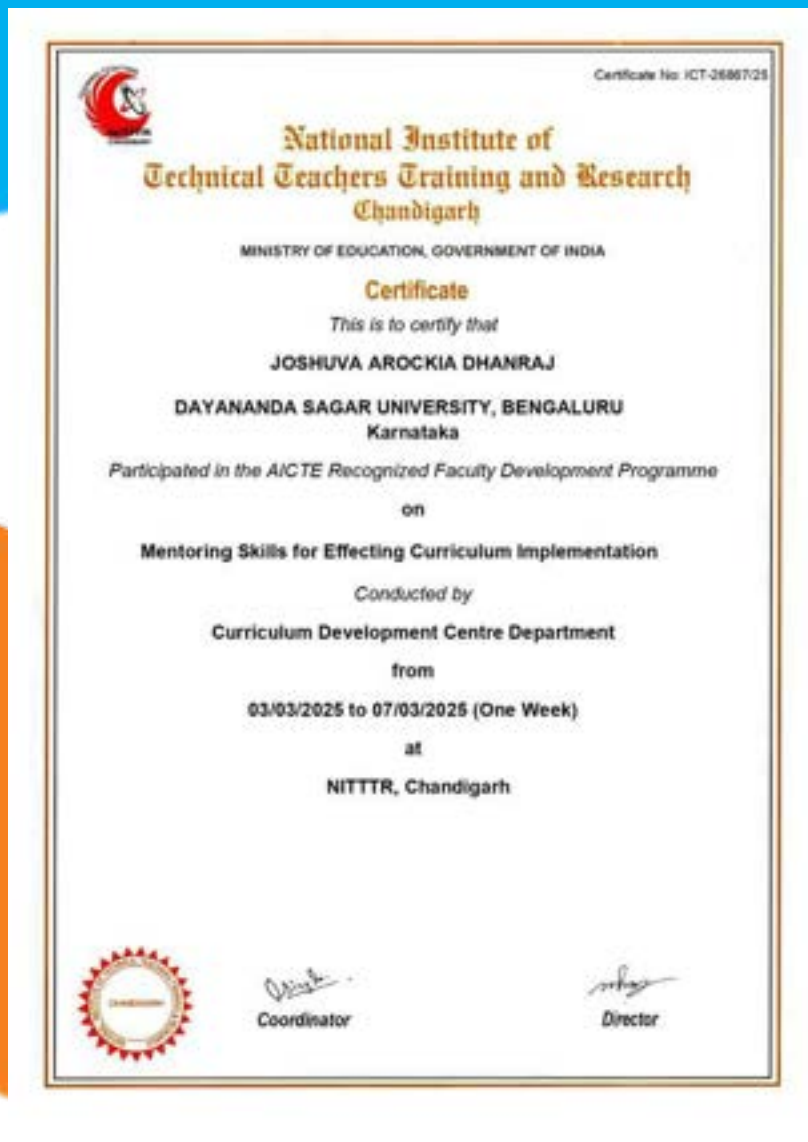 Certificate No: ICT-26867/25
National Institute of
Technical Teachers Training and Research
Chandigarh
MINISTRY OF EDUCATION, GOVERNMENT OF INDIA
Certificate
This is to certify that
JOSHUVA AROCKIA DHANRAJ
DAYANANDA SAGAR UNIVERSITY, BENGALURU
Karnataka
Participated in the AICTE Recognized Faculty Development Programme
on
Mentoring Skills for Effecting Curriculum Implementation
Conducted by
Curriculum Development Centre Department
from
03/03/2025 to 07/03/2025 (One Week)
at
NITTTR, Chandigarh
Coordinator
Director